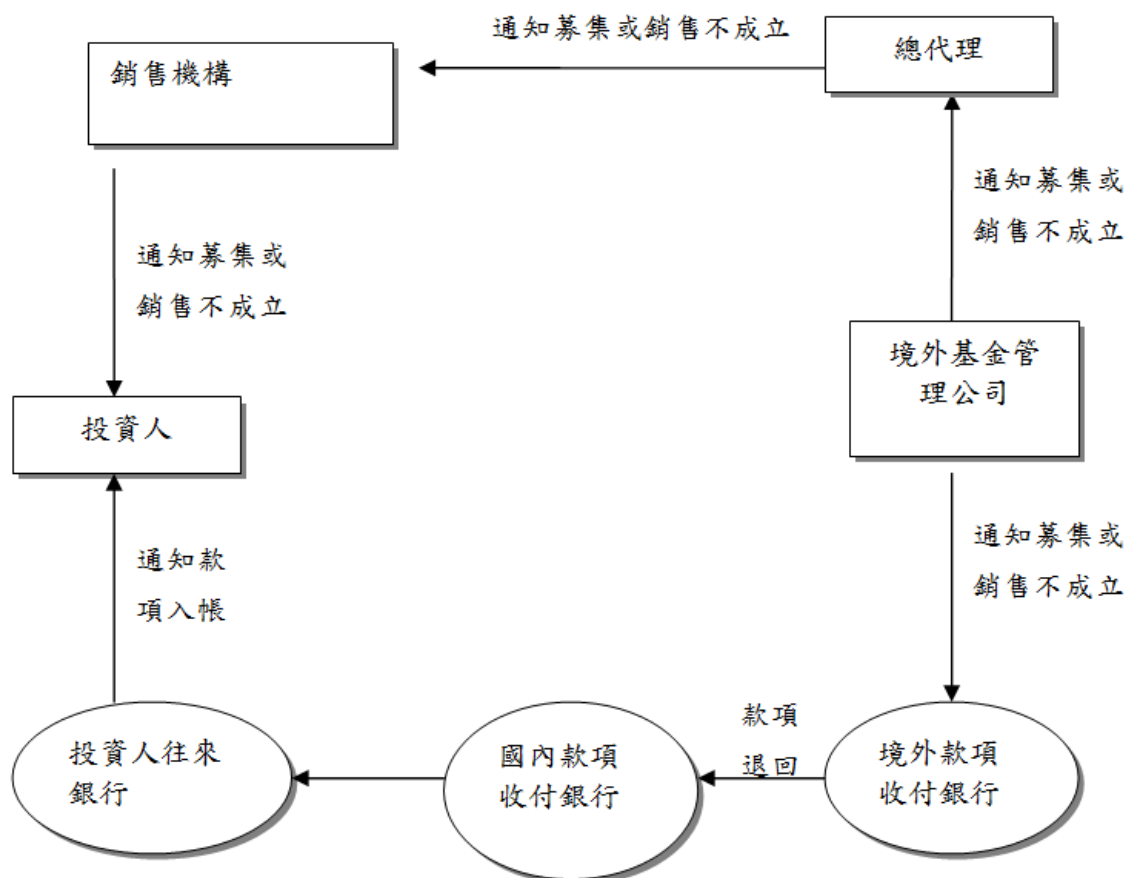 通知募集或銷售不成立
總代理
銷售機構
通知募集或
銷售不成立
通知募集或
銷售不成立
境外基金管
理公司
投資人
通知募集或
銷售不成立
通知款
項入帳
款項
退回
投資人往來
銀行
國內款項
收付銀行
境外款項
收付銀行